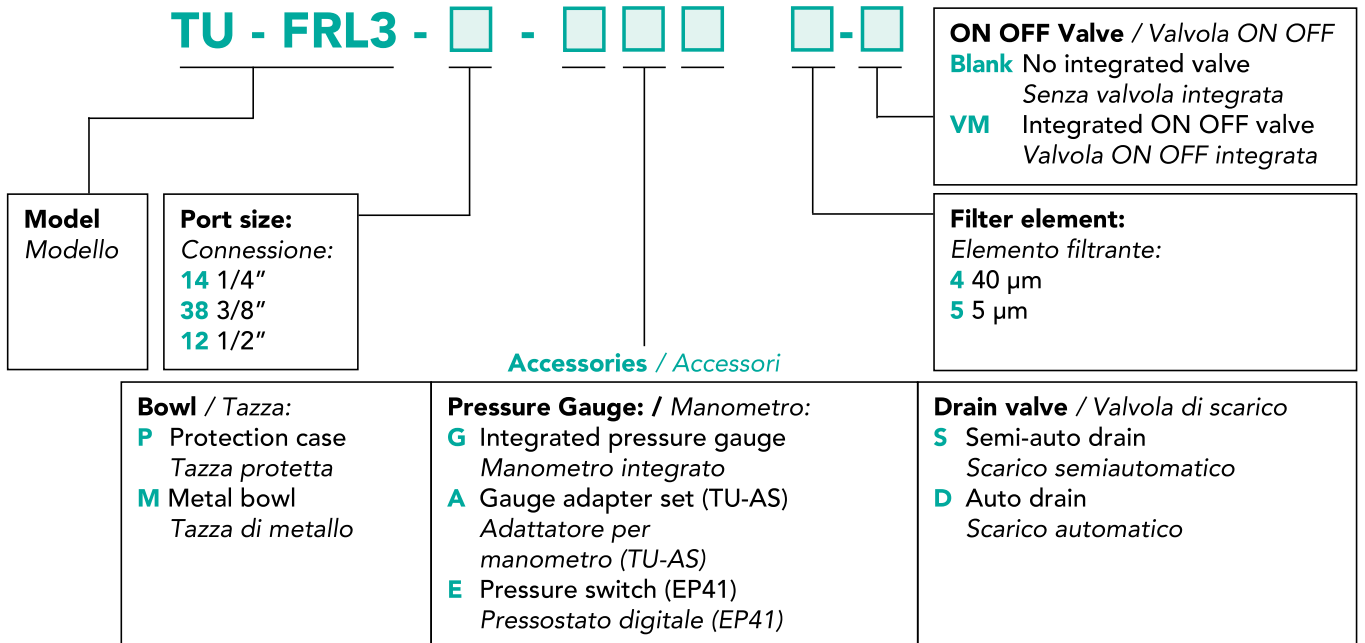 TU - FRL3 - □ - □ □ □ □-□
ON OFF Valve / Valvola ON OFF
Blank No integrated valve
Senza valvola integrata
VM Integrated ON OFF valve
Valvola ON OFF integrata
Model
Modello
Port size:
Connessione:
14 1/4”
38 3/8”
12 1/2”
Filter element:
Elemento filtrante:
4 40 µm
5 5 µm
Accessories / Accessori
Bowl / Tazza:
P Protection case
Tazza protetta
M Metal bowl
Tazza di metallo
Pressure Gauge: / Manometro:
G Integrated pressure gauge
Manometro integrato
A Gauge adapter set (TU-AS)
Adattatore per
manometro (TU-AS)
E Pressure switch (EP41)
Pressostato digitale (EP41)
Drain valve / Valvola di scarico
S Semi-auto drain
Scarico semiautomatico
D Auto drain
Scarico automatico